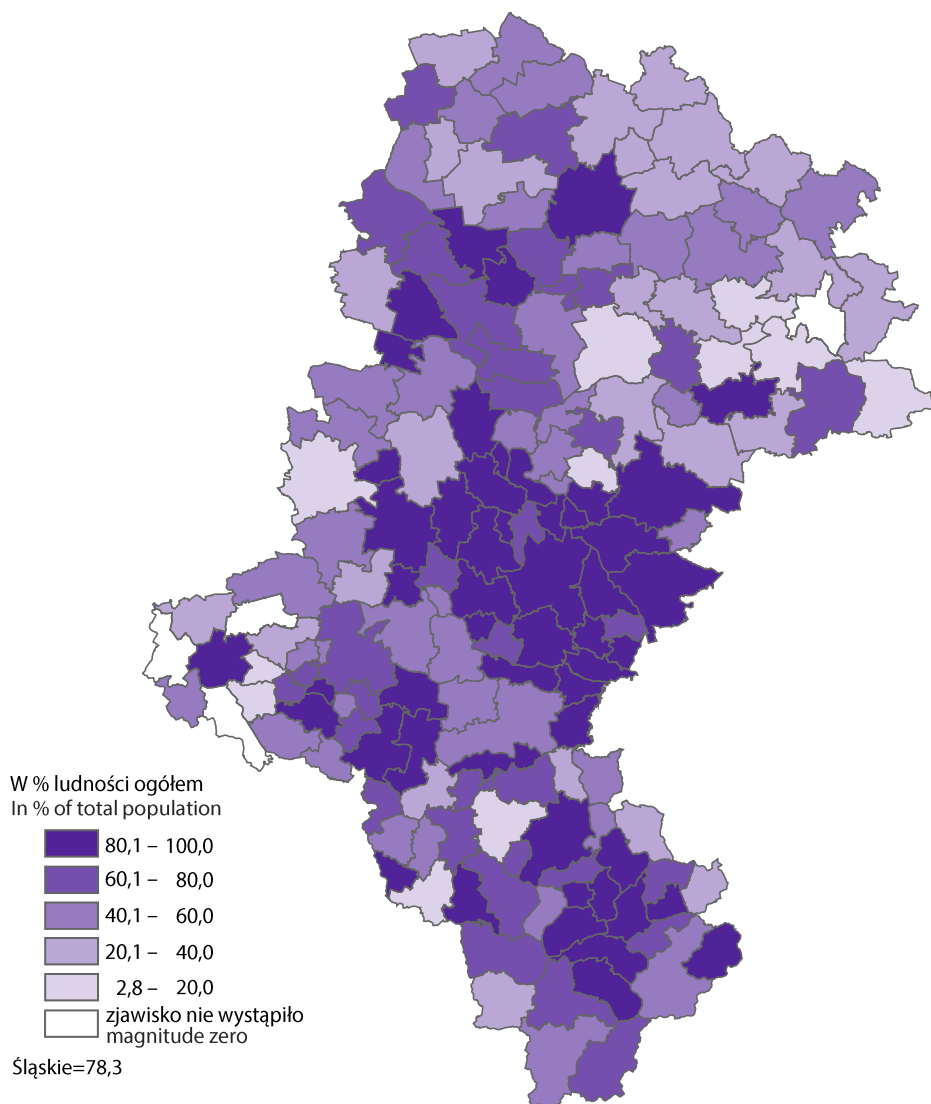 W % ludności ogółem
In % of total population
80,1 – 100,0
60,1 – 80,0
40,1 – 60,0
20,1 – 40,0
2,8 – 20,0
zjawisko nie wystąpiło
magnitude zero
Śląskie=78,3